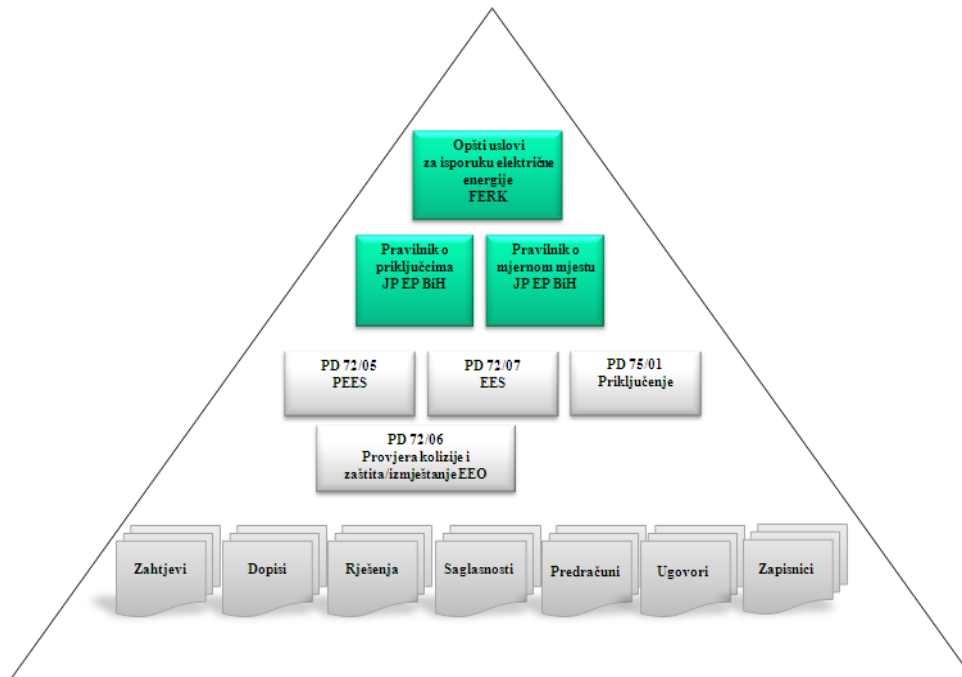 Opšti uslovi
za isporuku električne
energije
FERK
Pravilnik o
priključcima
JP EP BiH
Pravilnik o
mjernom mjestu
JP EP BiH
PD 72/05
PEES
PD 72/07
EES
PD 75/01
Priključenje
PD 72/06
Provjera kolizije i
zaštita/izmještanje EEO
Zahtjevi
Dopisi
Rješenja
Saglasnosti
Predračuni
Ugovori
Zapisnici